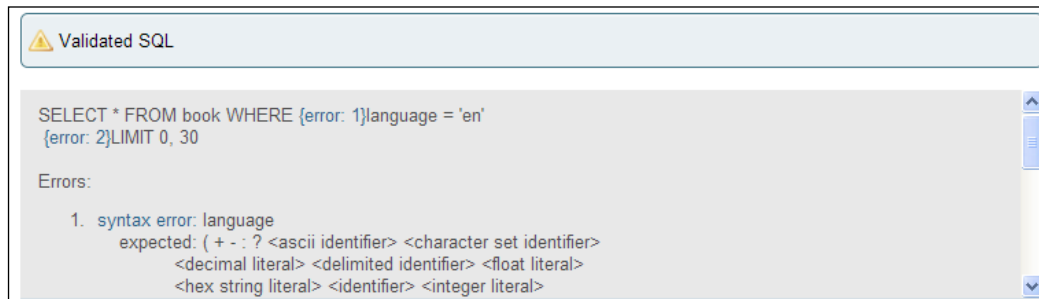 Validated SQL
SELECT * FROM book WHERE {error: 1}language = 'en'
{error: 2}LIMIT 0, 30
Errors:
1. syntax error: language
expected: ( + - : ? <ascii identifier> <character set identifier>
<decimal literal> <delimited identifier> <float literal>
<hex string literal> <identifier> <integer literal>